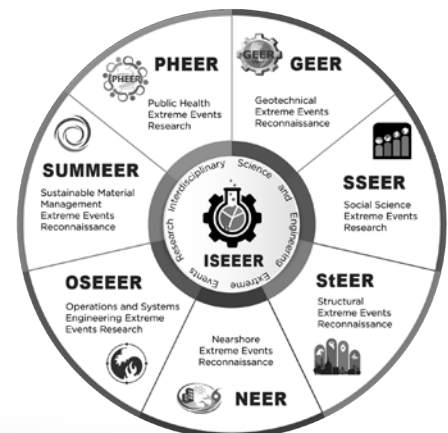 PHEER
PHEER
Public Health
Extreme Events
Research
GEER
GEER
Geotechnical
Extreme Events
Reconnaissance
SSEER
Social Science
Extreme Events
Research
StEER
Structural
Extreme Events
Reconnaissance
Nearshore
Extreme Events
Reconnaissance
NEER
OSEEER
Operations and Systems
Engineering Extreme
Events Research
SUMMEER
Sustainable Material
Management
Extreme Events
Reconnaissance
Interdisciplinary Science and Engineering Extreme Events Research
ISEEER